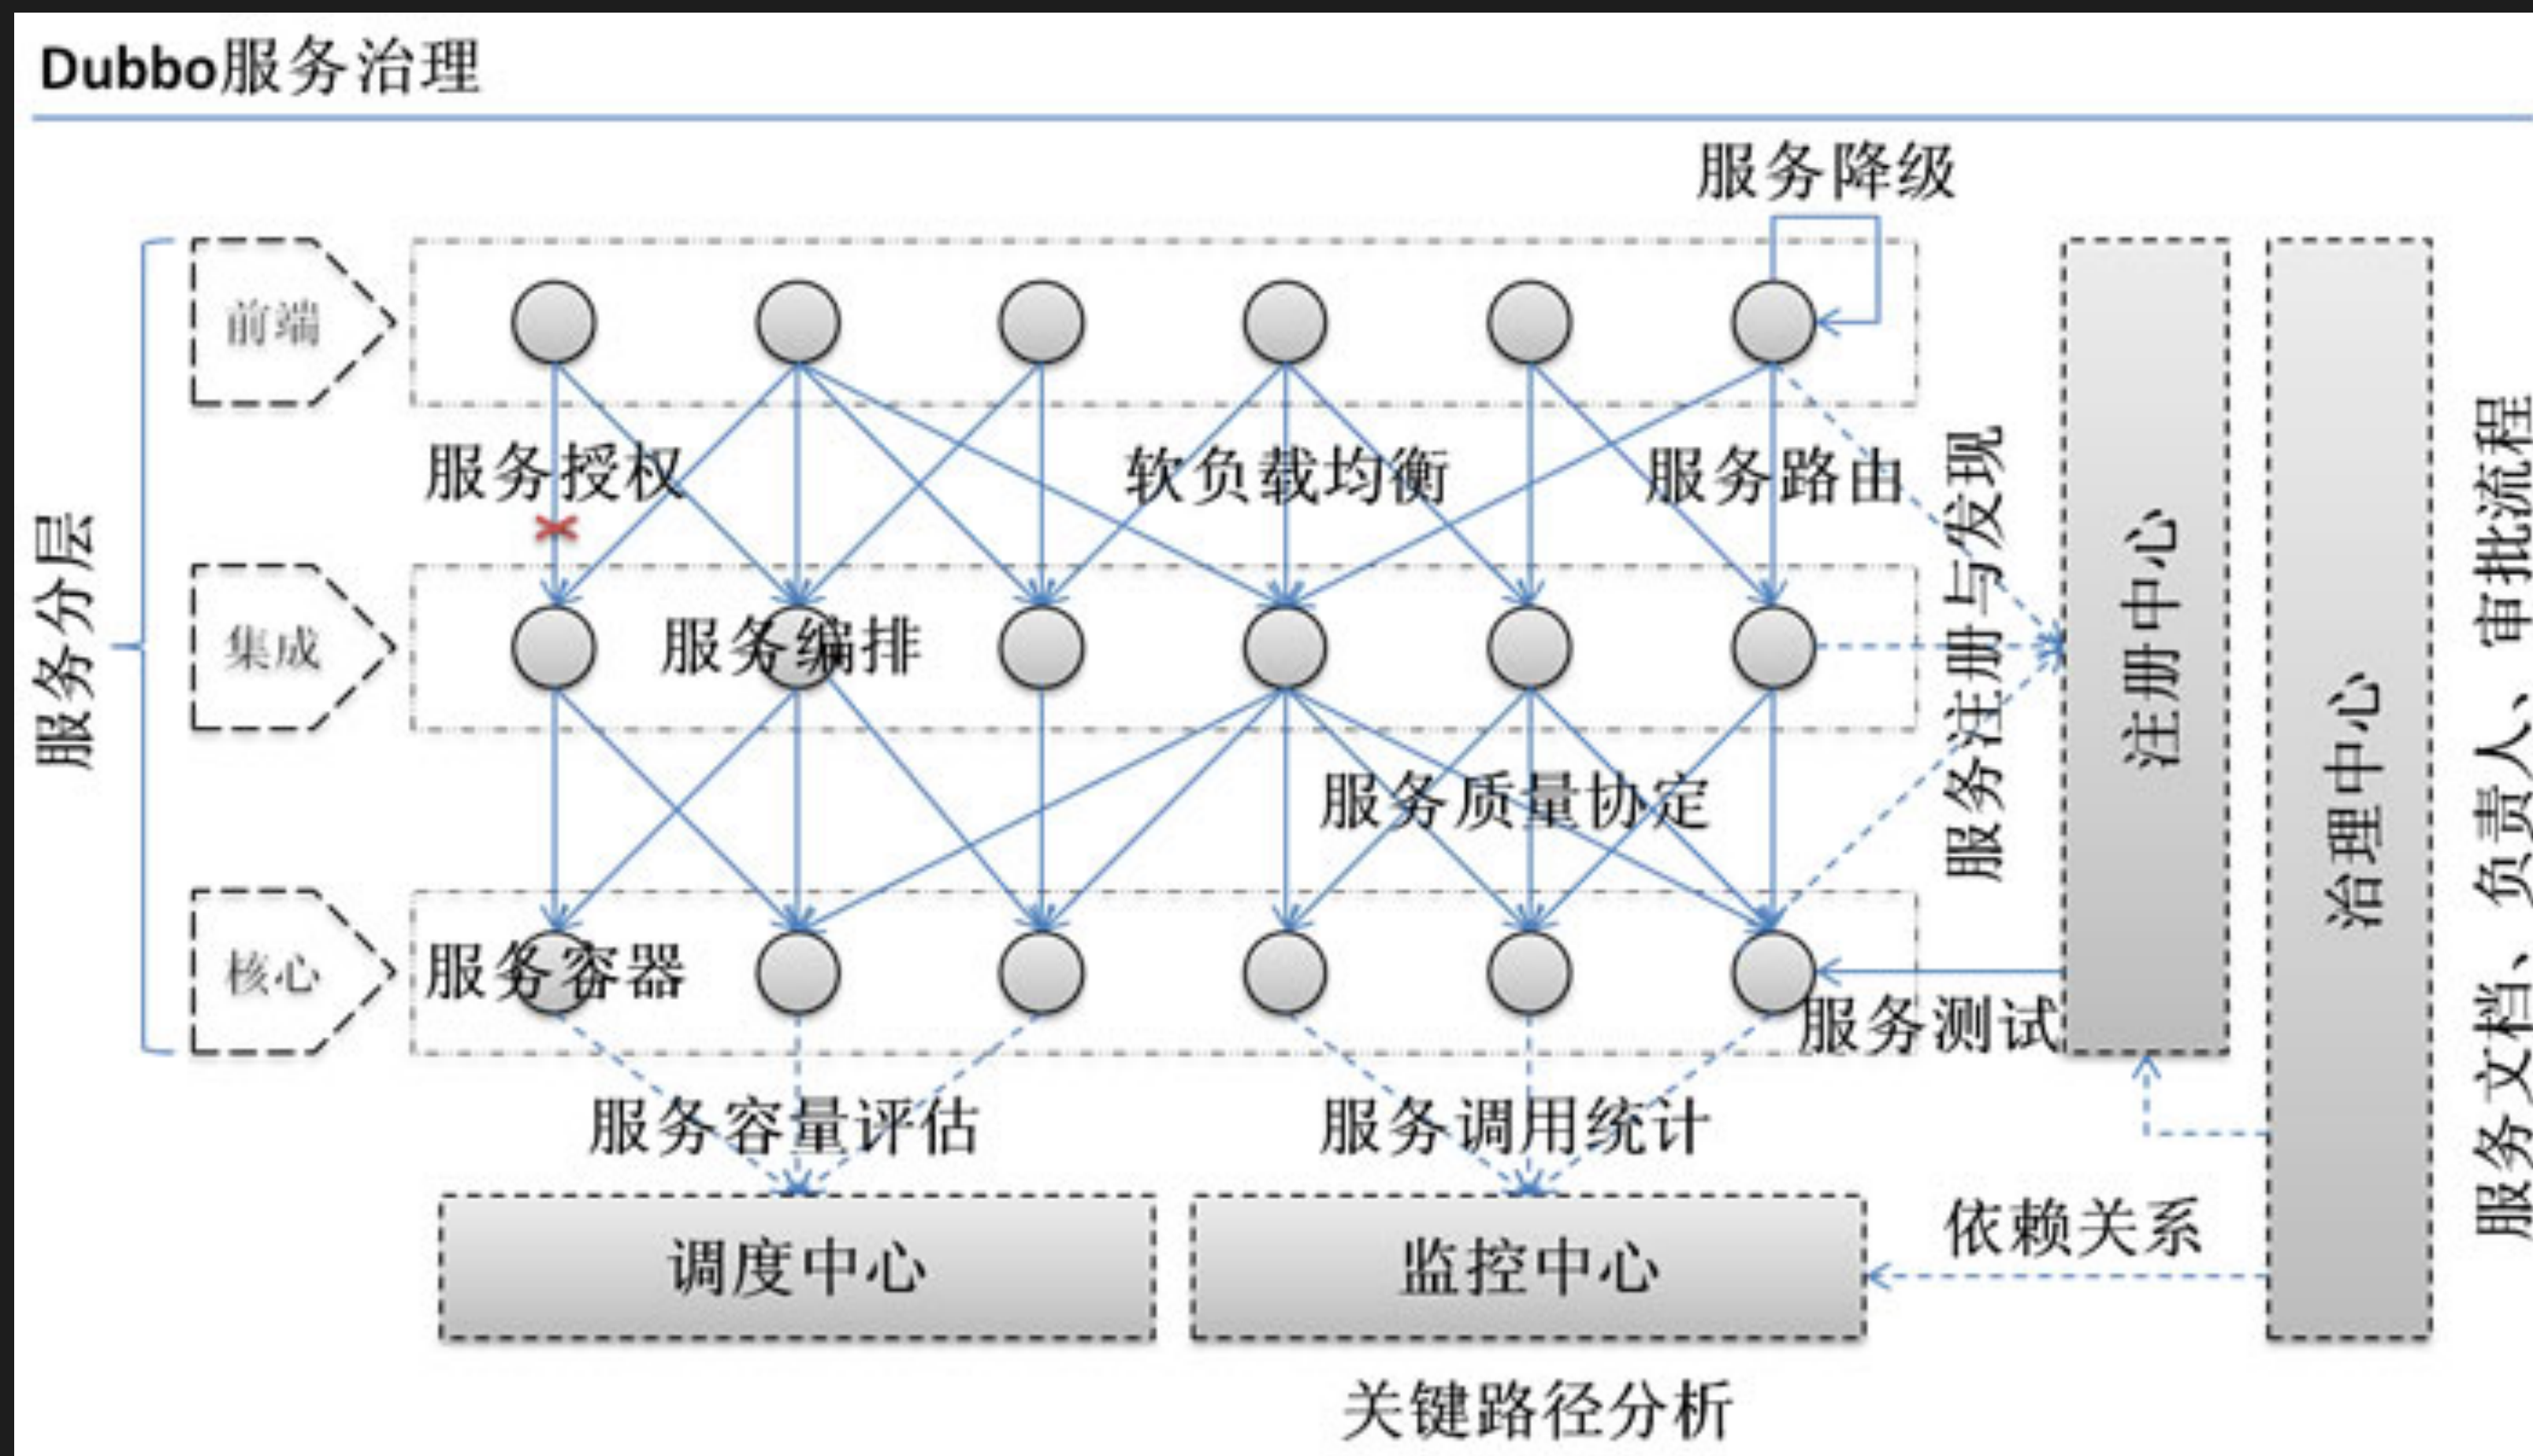 Dubbo服务治理
服务降级
前端
服务授权
软负载均衡
服务路由
服务分层
集成
服务编排
服务注册与发现
注册中心
治理中心
服务文档、负责人、审批流程
服务质量协定
核心
服务容器
服务测试
服务容量评估
服务调用统计
依赖关系
调度中心
监控中心
关键路径分析